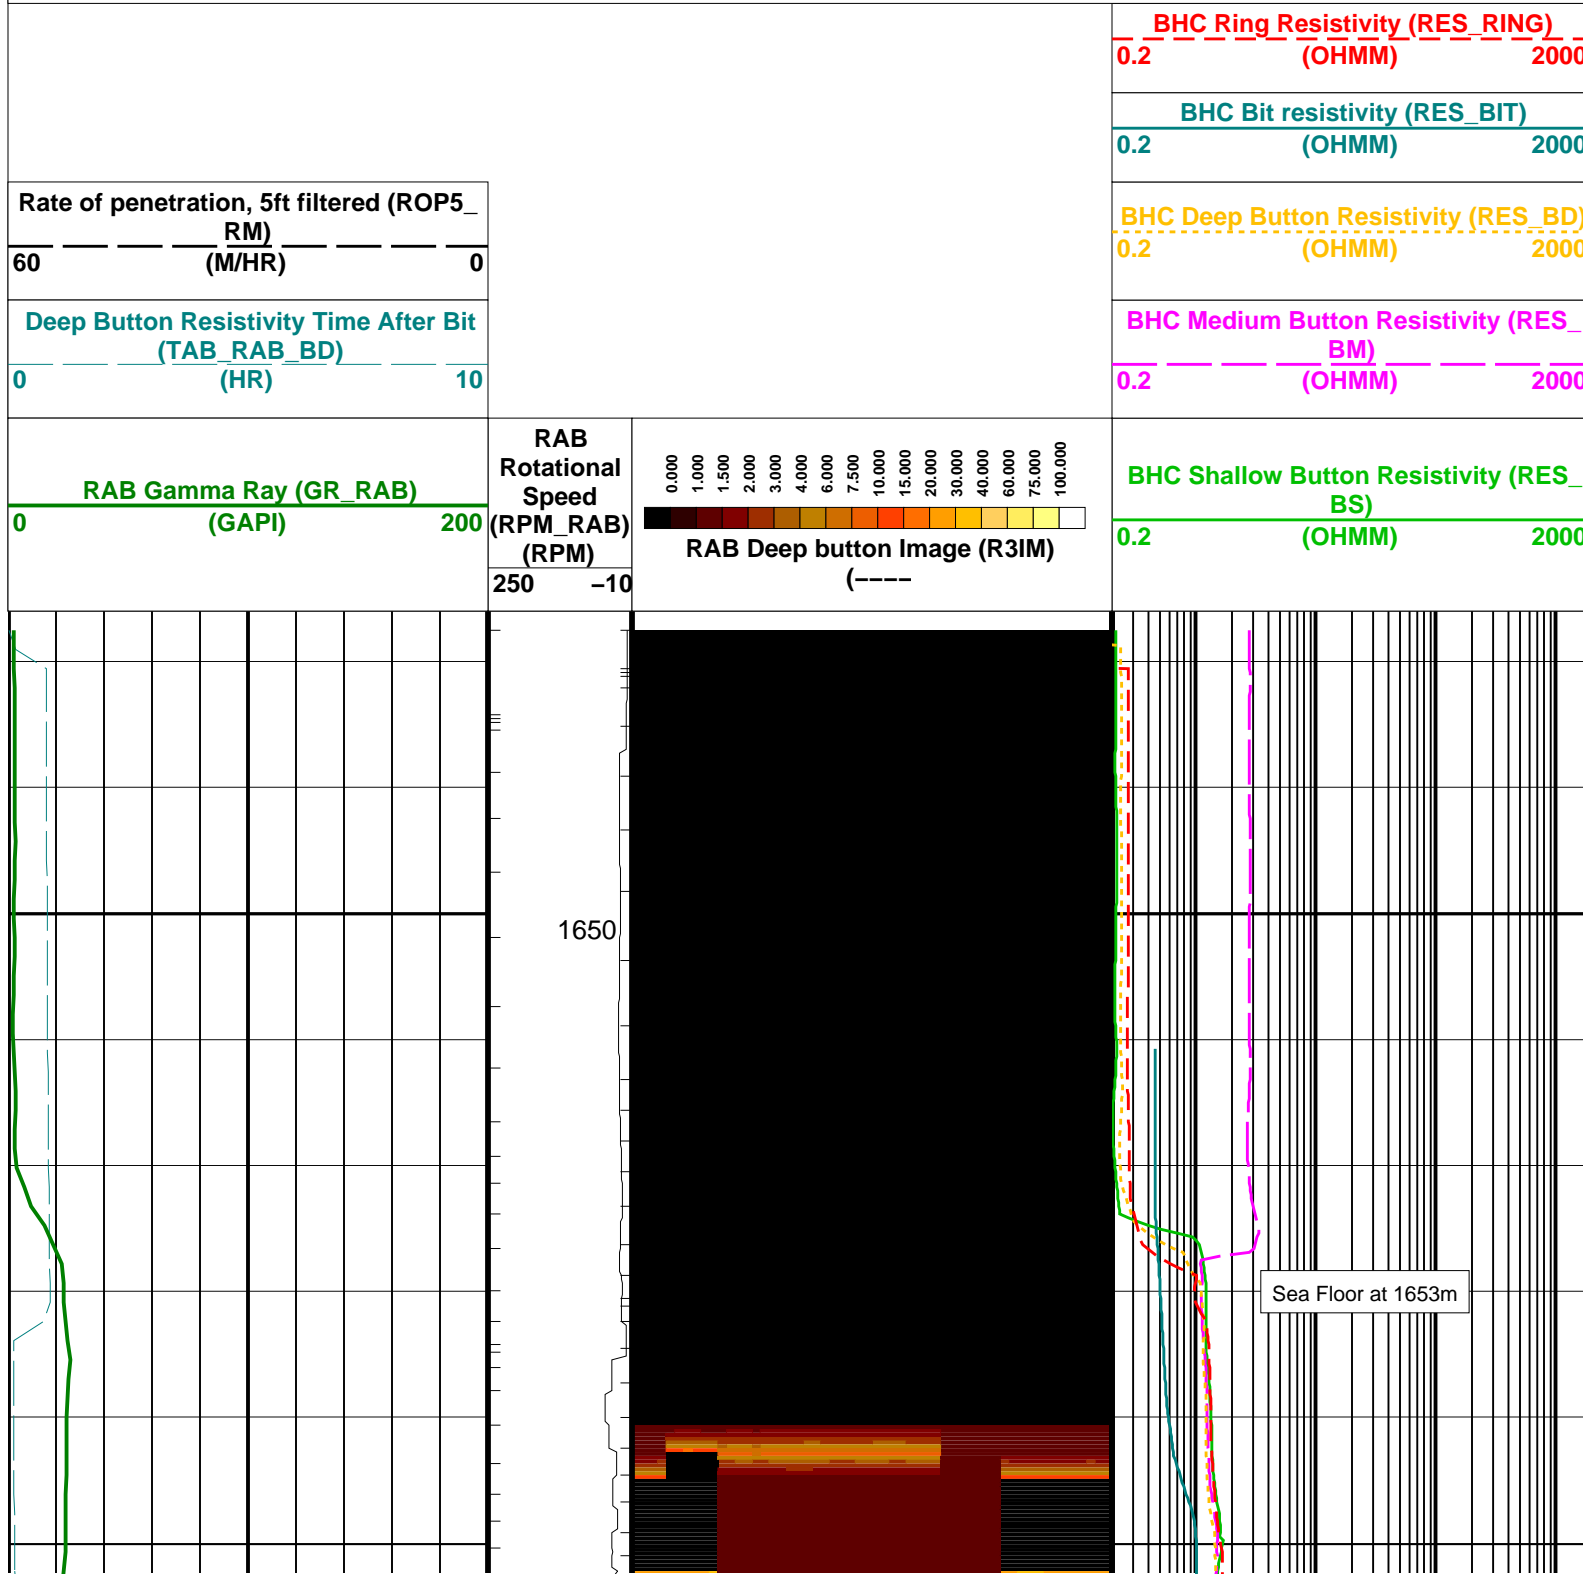 BHC Ring Resistivity (RES_RING)
0.2 (OHMM) 2000
BHC Bit resistivity (RES_BIT)
0.2 (OHMM) 2000
Rate of penetration, 5ft filtered (ROP5_
RM)
60 (M/HR) 0
BHC Deep Button Resistivity (RES_BD)
0.2 (OHMM) 2000
Deep Button Resistivity Time After Bit
(TAB_RAB_BD)
0 (HR) 10
BHC Medium Button Resistivity (RES_
BM)
0.2 (OHMM) 2000
RAB Gamma Ray (GR_RAB)
0 (GAPI) 200
RAB
Rotational
Speed
(RPM_RAB)
(RPM)
250 –10
0.000 1.000 1.500 2.000 3.000 4.000 6.000 7.500 10.000 15.000 20.000 30.000 40.000 60.000 75.000 100.000
RAB Deep button Image (R3IM)
(––––
BHC Shallow Button Resistivity (RES_
BS)
0.2 (OHMM) 2000
1650
Sea Floor at 1653m